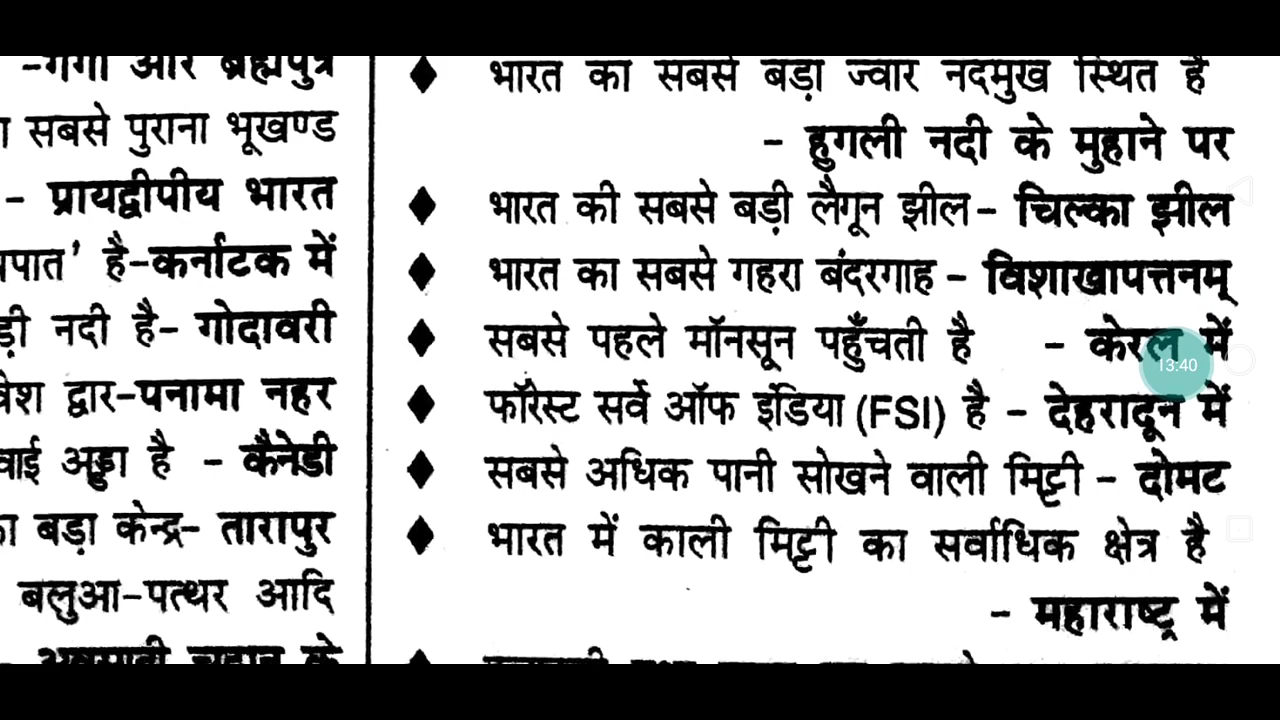 -गंगा और ब्रह्मपुत्र
सबसे पुराना भूखण्ड
- प्रायद्वीपीय भारत
है-कर्नाटक में
नदी है- गोदावरी
द्वार-पनामा नहर
अड्डा है - कैनेडी
बड़ा केन्द्र- तारापुर
बलुआ-पत्थर आदि
♦ भारत का सबसे बड़ा ज्वार नदमुख स्थित है
- हुगली नदी के मुहाने पर
♦ भारत की सबसे बड़ी लैगून झील- चिल्का झील
♦ भारत का सबसे गहरा बंदरगाह - विशाखापत्तनम्
♦ सबसे पहले मॉनसून पहुँचती है - केरल में
♦ फॉरेस्ट सर्वे ऑफ इंडिया (FSI) है - देहरादून में
♦ सबसे अधिक पानी सोखने वाली मिट्टी - दोमट
♦ भारत में काली मिट्टी का सर्वाधिक क्षेत्र है
- महाराष्ट्र में
13:40